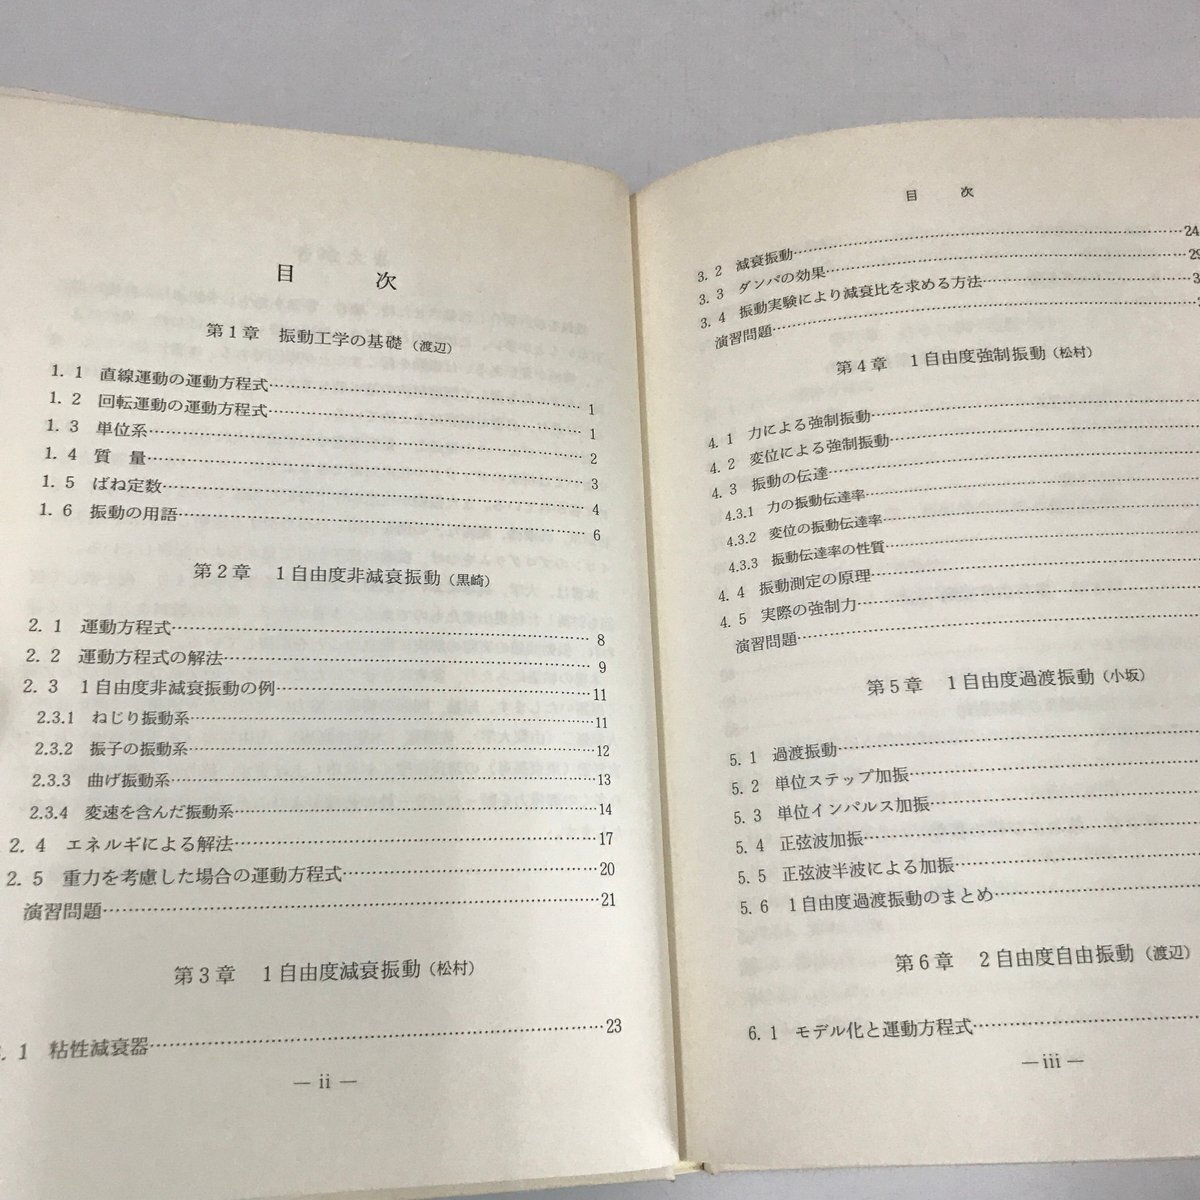 目　次
第1章　振動工学の基礎（渡辺）
1.1　直線運動の運動方程式……1
1.2　回転運動の運動方程式……1
1.3　単位系……2
1.4　質　量……3
1.5　ばね定数……4
1.6　振動の用語……6
第2章　1自由度非減衰振動（黒崎）
2.1　運動方程式……8
2.2　運動方程式の解法……9
2.3　1自由度非減衰振動の例……11
2.3.1　ねじり振動系……11
2.3.2　振子の振動系……12
2.3.3　曲げ振動系……13
2.3.4　変速を含んだ振動系……14
2.4　エネルギによる解法……17
2.5　重力を考慮した場合の運動方程式……20
演習問題……21
第3章　1自由度減衰振動（松村）
.1　粘性減衰器……23
— ii —
目　次
3.2　減衰振動……24
3.3　ダンパの効果……29
3.4　振動実験により減衰比を求める方法……3
演習問題……
第4章　1自由度強制振動（松村）
4.1　力による強制振動……
4.2　変位による強制振動……
4.3　振動の伝達……
4.3.1　力の振動伝達率……
4.3.2　変位の振動伝達率……
4.3.3　振動伝達率の性質……
4.4　振動測定の原理……
4.5　実際の強制力……
演習問題……
第5章　1自由度過渡振動（小坂）
5.1　過渡振動……
5.2　単位ステップ加振……
5.3　単位インパルス加振……
5.4　正弦波加振……
5.5　正弦波半波による加振……
5.6　1自由度過渡振動のまとめ……
第6章　2自由度自由振動（渡辺）
6.1　モデル化と運動方程式……
— iii —